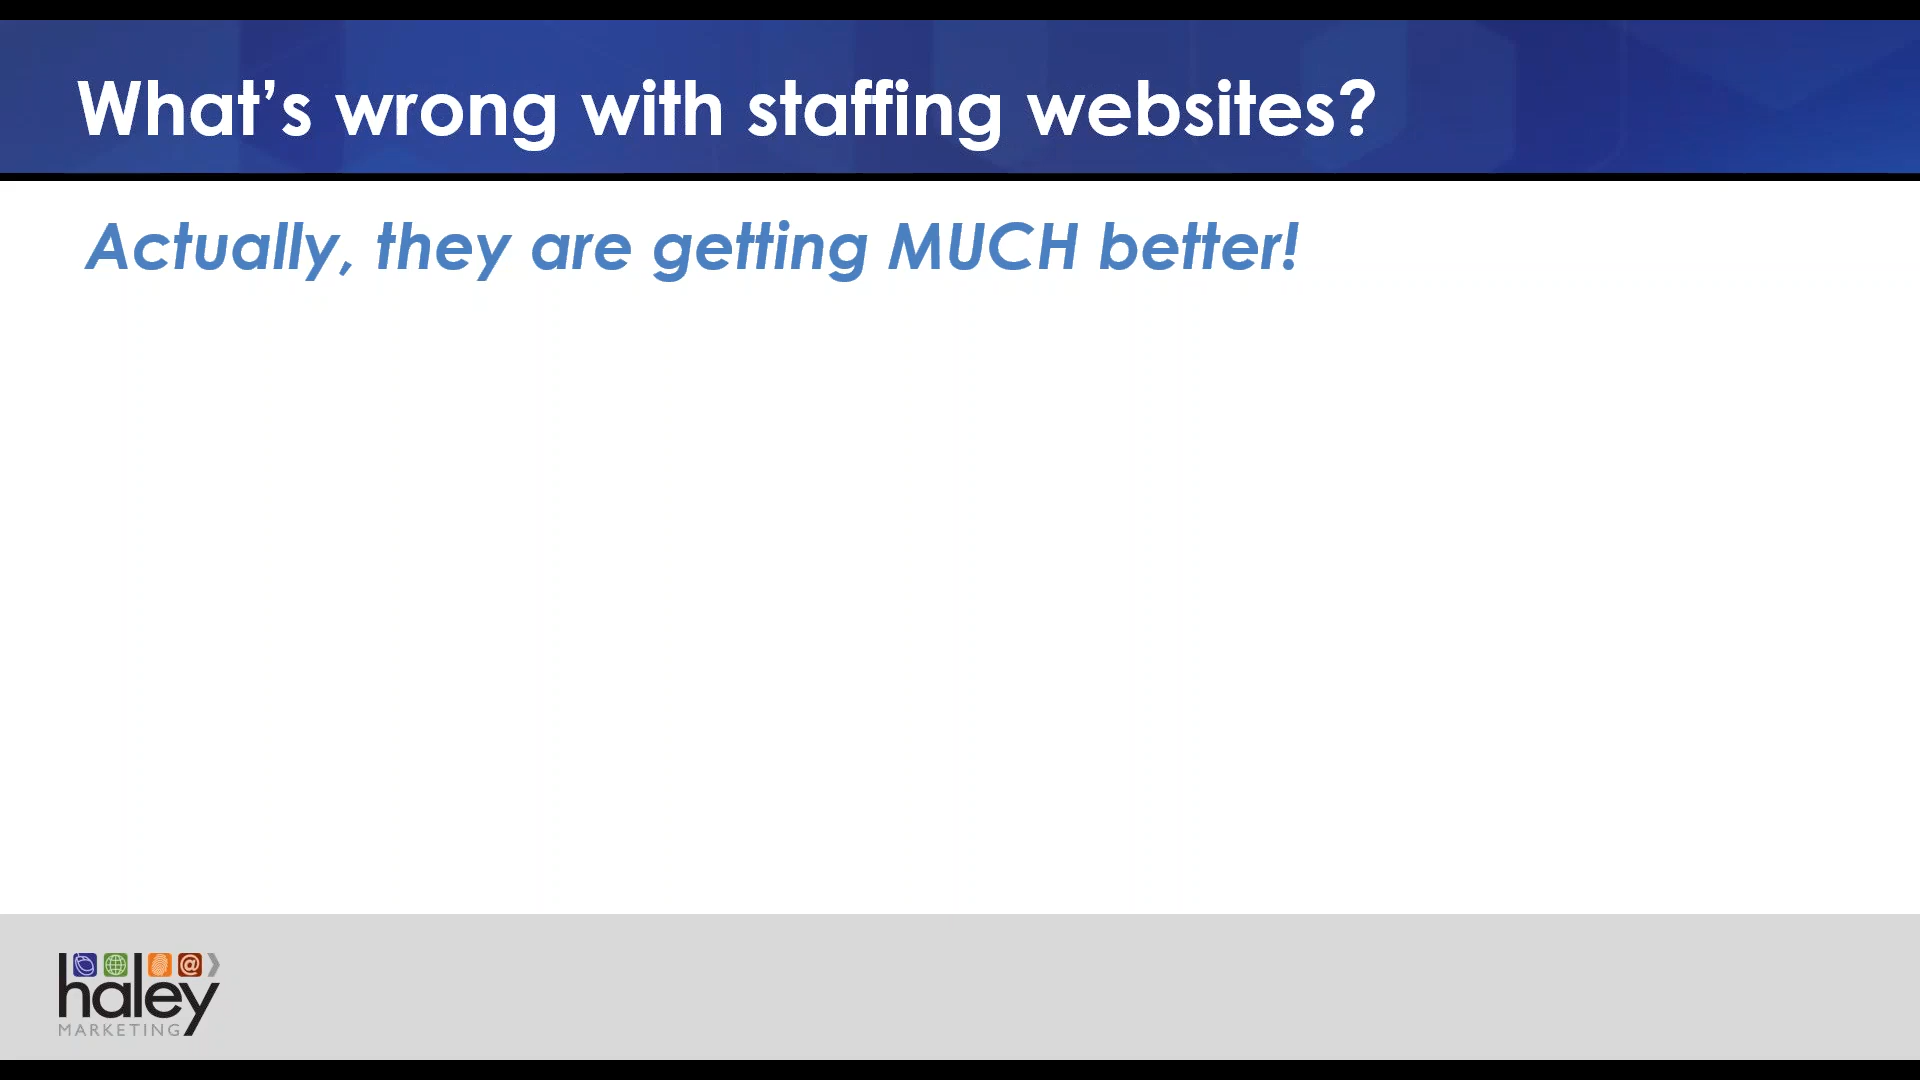 What’s wrong with staffing websites?
Actually, they are getting MUCH better!
haley
MARKETING